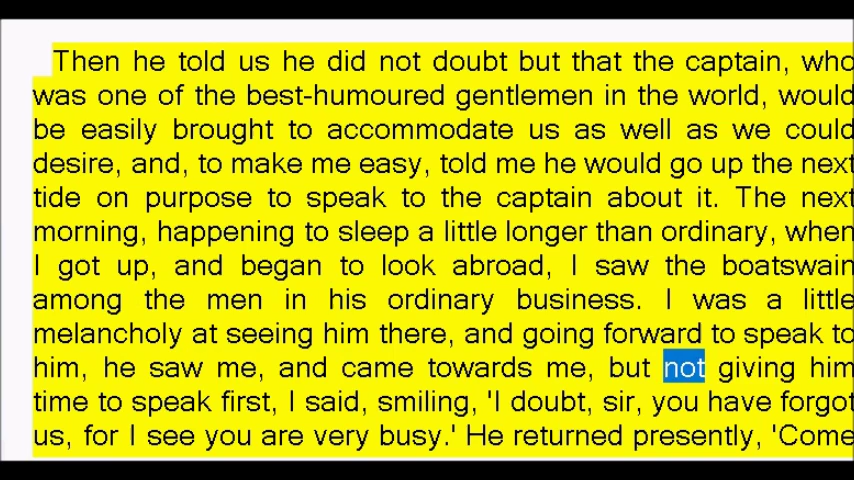 Then he told us he did not doubt but that the captain, who
was one of the best-humoured gentlemen in the world, would
be easily brought to accommodate us as well as we could
desire, and, to make me easy, told me he would go up the next
tide on purpose to speak to the captain about it. The next
morning, happening to sleep a little longer than ordinary, when
I got up, and began to look abroad, I saw the boatswain
among the men in his ordinary business. I was a little
melancholy at seeing him there, and going forward to speak to
him, he saw me, and came towards me, but not giving him
time to speak first, I said, smiling, 'I doubt, sir, you have forgot
us, for I see you are very busy.' He returned presently, 'Come